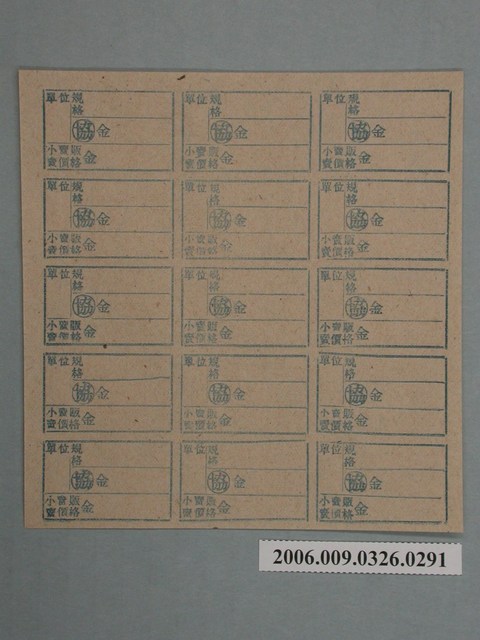 單位規 單位規 單位規
格 格 格
協金 協金 協金
小賣販 小賣販 小賣販
賣價格金 賣價格金 賣價格金
單位規 單位規 單位規
格 格 格
協金 協金 協金
小賣販 小賣販 小賣販
賣價格金 賣價格金 賣價格金
單位規 單位規 單位規
格 格 格
協金 協金 協金
小賣販 小賣販 小賣販
賣價格金 賣價格金 賣價格金
單位規 單位規 單位規
格 格 格
協金 協金 協金
小賣販 小賣販 小賣販
賣價格金 賣價格金 賣價格金
單位規 單位規 單位規
格 格 格
協金 協金 協金
小賣販 小賣販 小賣販
賣價格金 賣價格金 賣價格金
2006.009.0326.0291